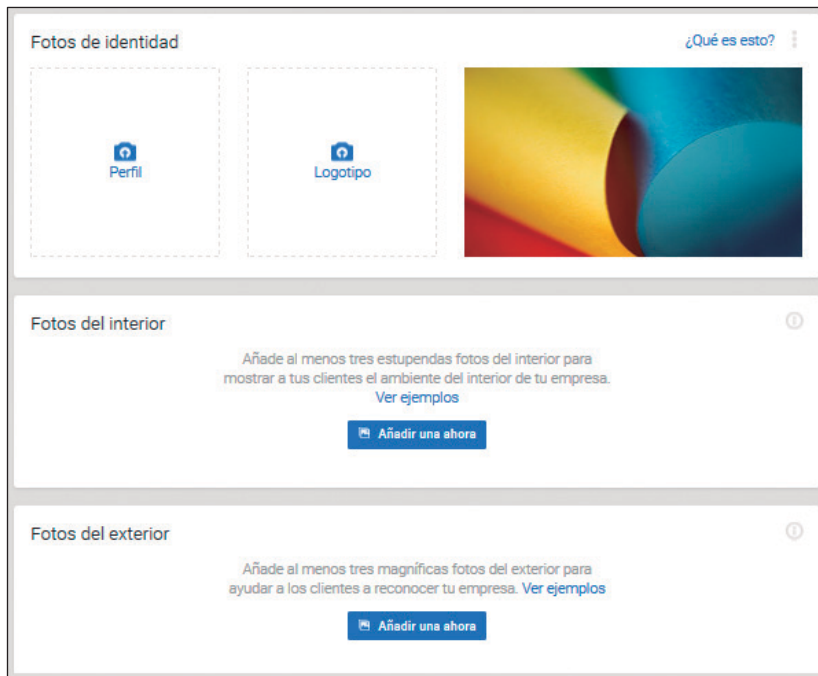 Fotos de identidad
¿Qué es esto?
Perfil
Logotipo
Fotos del interior
Añade al menos tres estupendas fotos del interior para
mostrar a tus clientes el ambiente del interior de tu empresa.
Ver ejemplos
Añadir una ahora
Fotos del exterior
Añade al menos tres magníficas fotos del exterior para
ayudar a los clientes a reconocer tu empresa. Ver ejemplos
Añadir una ahora